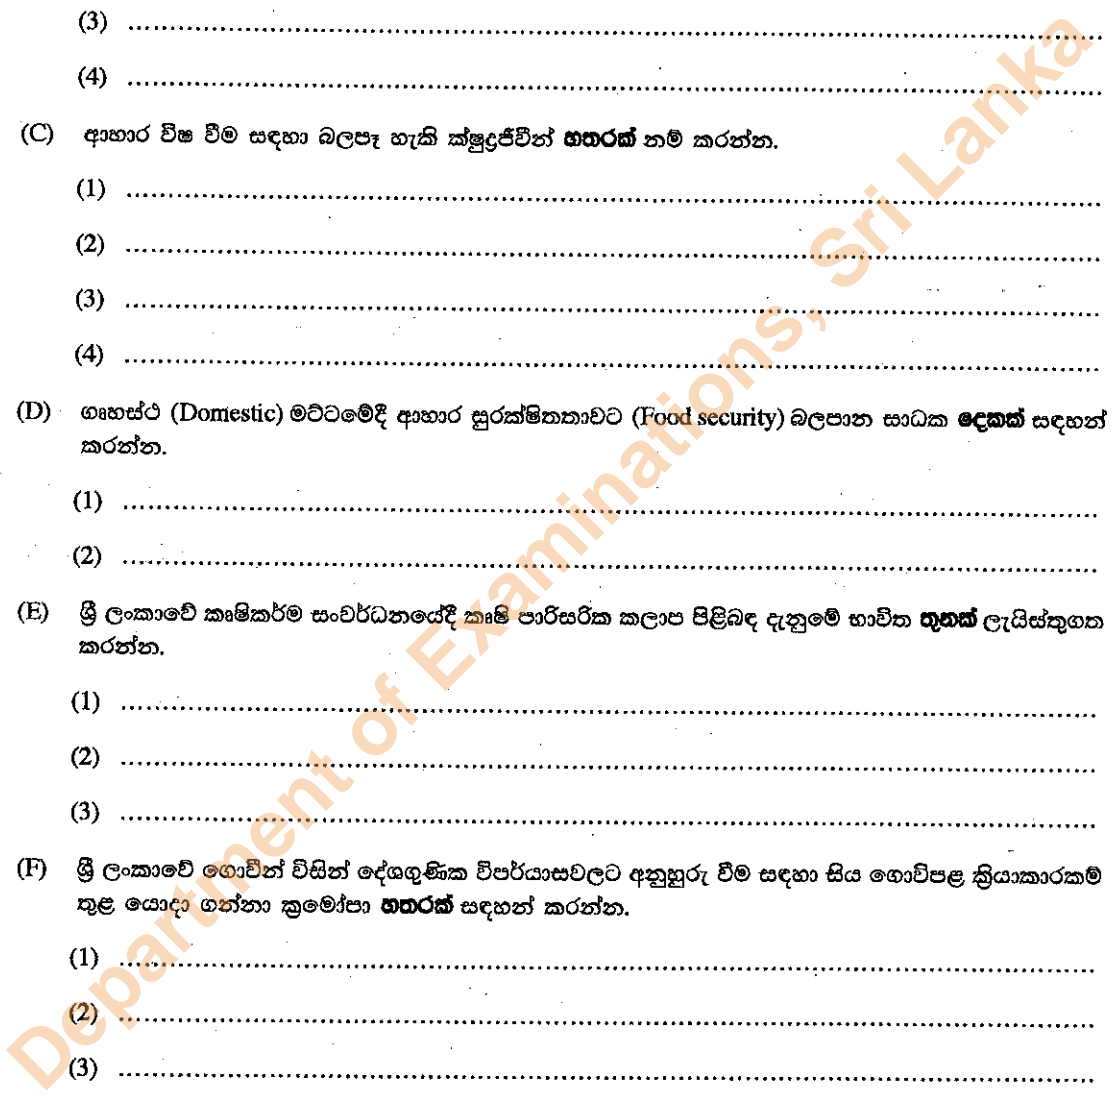 (3) ........................................
(4) ........................................
(C) ආහාර විෂ වීම සඳහා බලපෑ හැකි ක්ෂුද්‍රජීවීන් හතරක් නම් කරන්න.
(1) ........................................
(2) ........................................
(3) ........................................
(4) ........................................
(D) ගෘහස්ථ (Domestic) මට්ටමේදී ආහාර සුරක්ෂිතතාවට (Food security) බලපාන සාධක දෙකක් සඳහන්
කරන්න.
(1) ........................................
(2) ........................................
(E) ශ්‍රී ලංකාවේ කෘෂිකර්ම සංවර්ධනයේදී කෘෂි පාරිසරික කලාප පිළිබඳ දැනුමේ භාවිත තුනක් ලැයිස්තුගත
කරන්න.
(1) ........................................
(2) ........................................
(3) ........................................
(F) ශ්‍රී ලංකාවේ ගොවීන් විසින් දේශගුණික විපර්යාසවලට අනුහුරු වීම සඳහා සිය ගොවිපළ ක්‍රියාකාරකම්
තුළ යොදා ගන්නා ක්‍රමෝපා හතරක් සඳහන් කරන්න.
(1) ........................................
(2) ........................................
(3) ........................................
Department of Examinations, Sri Lanka